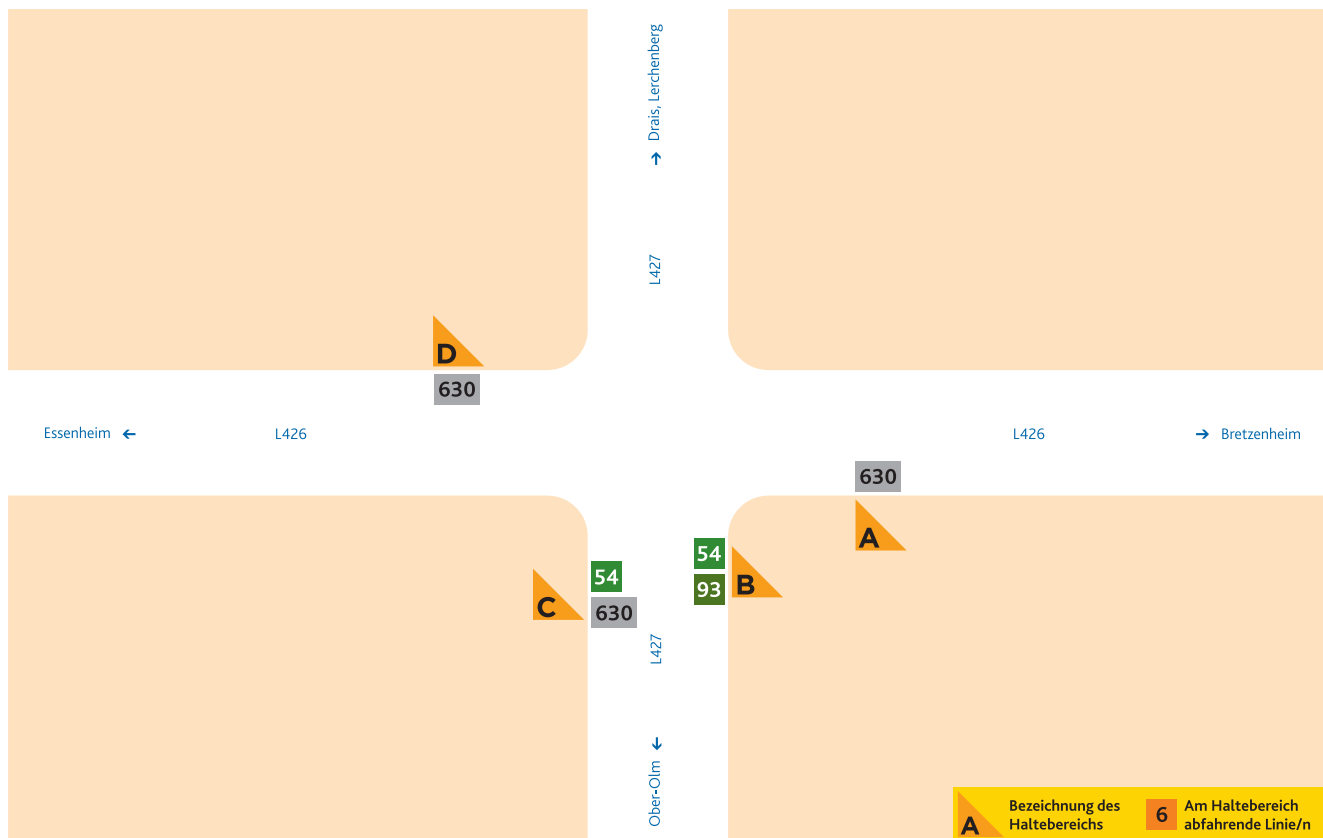 → Drais, Lerchenberg
L427
D
630
Essenheim ←
L426
L426
→ Bretzenheim
630
A
54
93
B
54
630
C
L427
Ober-Olm ←
A
Bezeichnung des
Haltebereichs
6
Am Haltebereich
abfahrende Linie/n